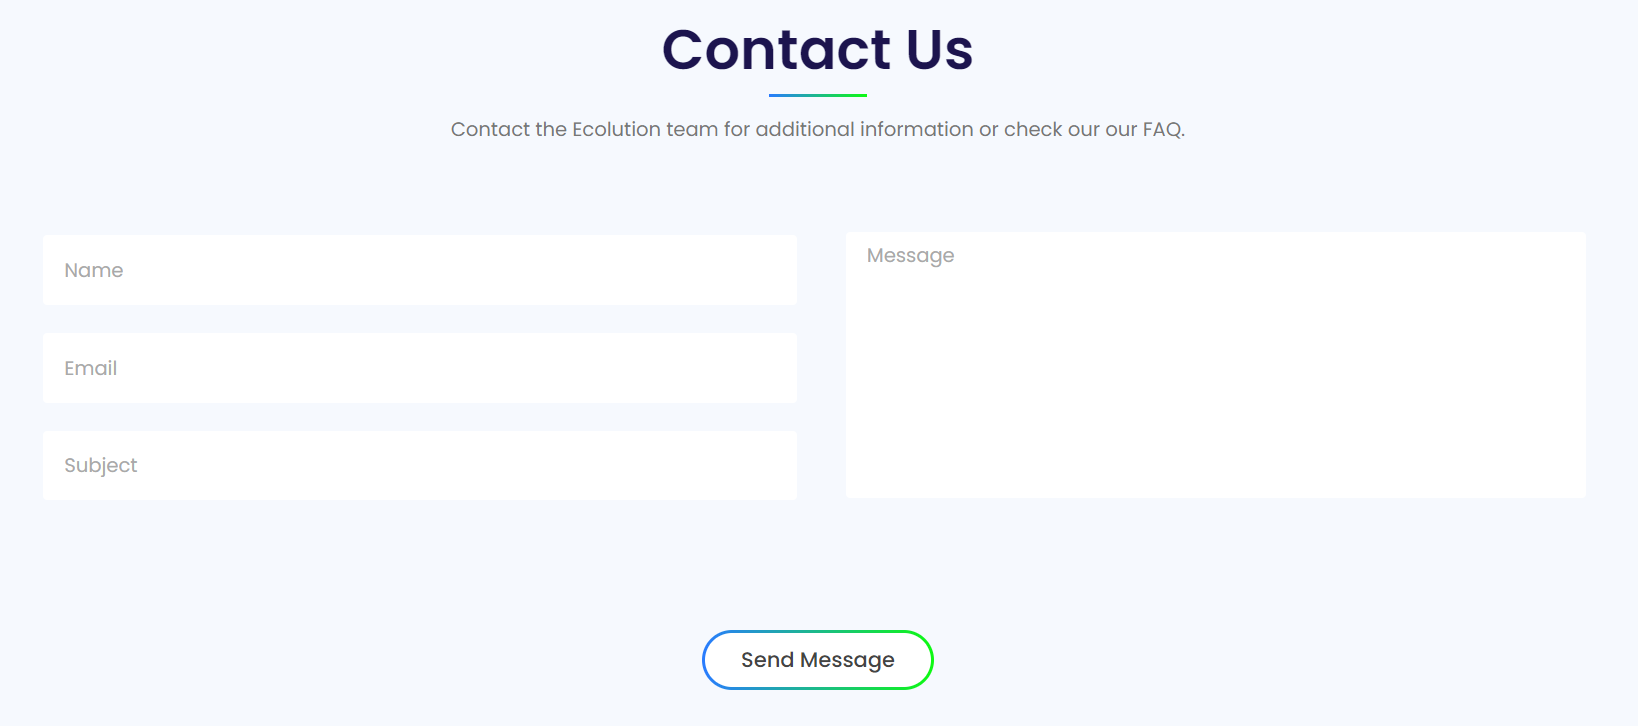 Contact Us
Contact the Ecolution team for additional information or check our our FAQ.
Name
Email
Subject
Message
Send Message